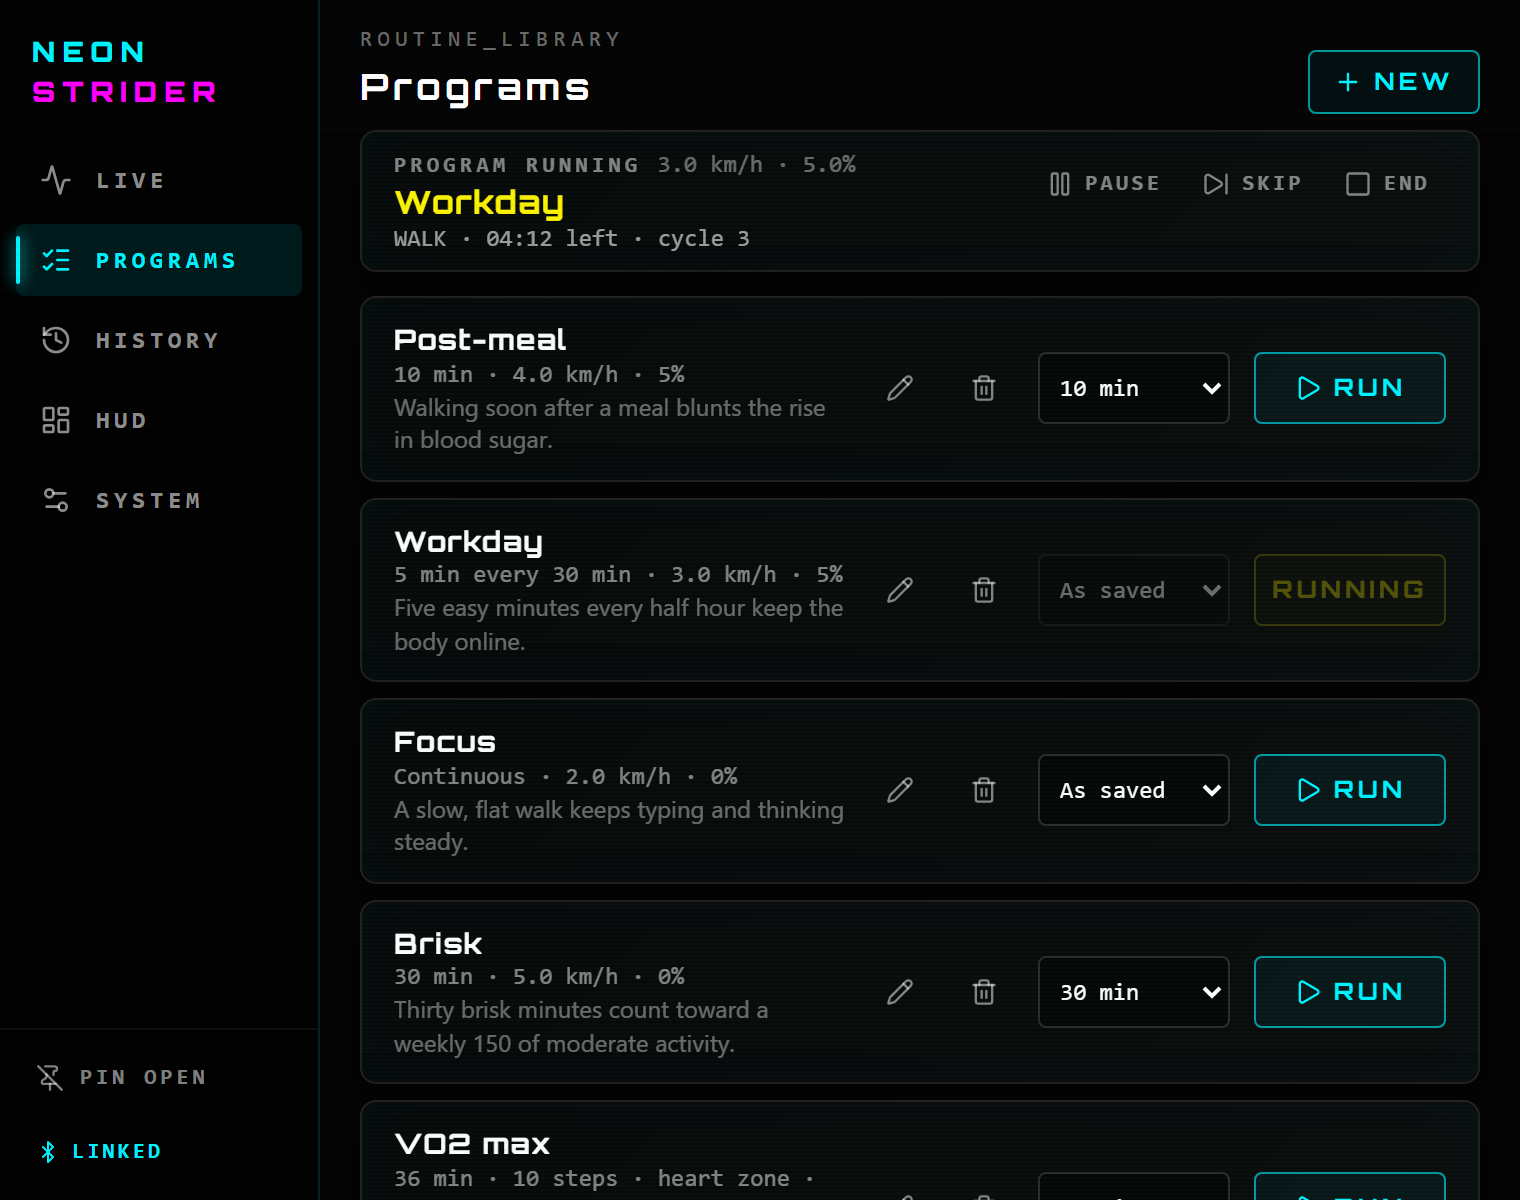 NEON
STRIDER
LIVE
PROGRAMS
HISTORY
HUD
SYSTEM
PIN OPEN
LINKED
ROUTINE_LIBRARY
Programs
+ NEW
PROGRAM RUNNING 3.0 km/h · 5.0%
Workday
WALK · 04:12 left · cycle 3
PAUSE SKIP END
Post-meal
10 min · 4.0 km/h · 5%
Walking soon after a meal blunts the rise
in blood sugar.
10 min
RUN
Workday
5 min every 30 min · 3.0 km/h · 5%
Five easy minutes every half hour keep the
body online.
As saved
RUNNING
Focus
Continuous · 2.0 km/h · 0%
A slow, flat walk keeps typing and thinking
steady.
As saved
RUN
Brisk
30 min · 5.0 km/h · 0%
Thirty brisk minutes count toward a
weekly 150 of moderate activity.
30 min
RUN
VO2 max
36 min · 10 steps · heart zone ·